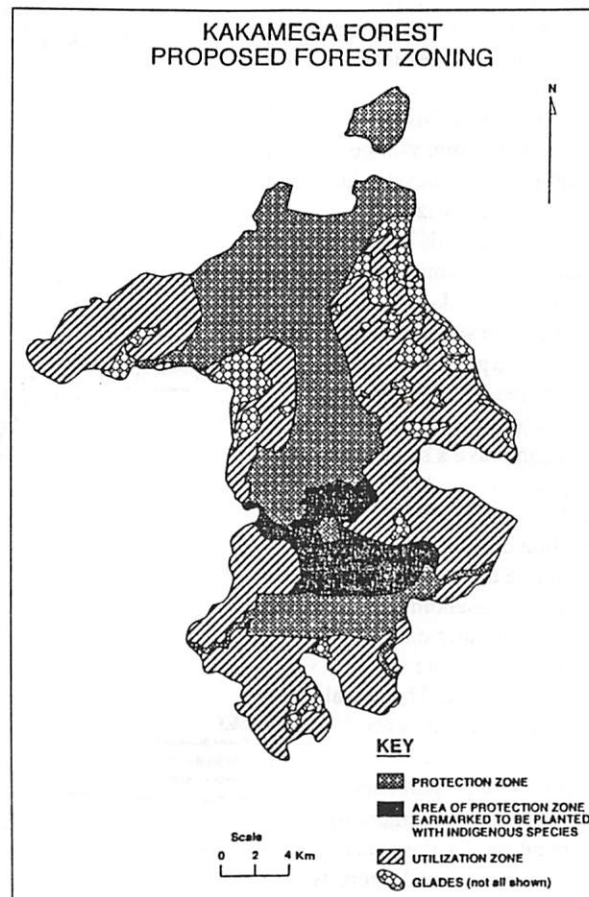 KAKAMEGA FOREST
PROPOSED FOREST ZONING
N
KEY
PROTECTION ZONE
AREA OF PROTECTION ZONE
EARMARKED TO BE PLANTED
WITH INDIGENOUS SPECIES
UTILIZATION ZONE
GLADES (not all shown)
Scale
0 2 4 Km